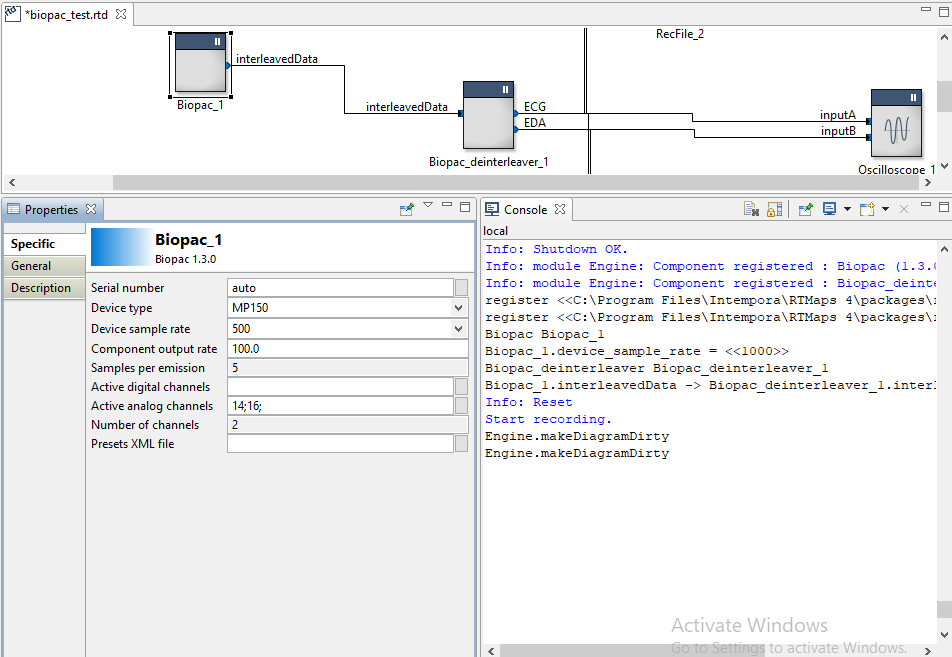 *biopac_test.rtd
RecFile_2
interleavedData
Biopac_1
interleavedData
ECG
EDA
Biopac_deinterleaver_1
inputA
inputB
Oscilloscope_1
Properties
Specific
General
Description
Biopac_1
Biopac 1.3.0
Serial number auto
Device type MP150
Device sample rate 500
Component output rate 100.0
Samples per emission 5
Active digital channels
Active analog channels 14;16;
Number of channels 2
Presets XML file
Console
local
Info: Shutdown OK.
Info: module Engine: Component registered : Biopac (1.3.0
Info: module Engine: Component registered : Biopac_deinte
register <<C:\Program Files\Intempora\RTMaps 4\packages\
register <<C:\Program Files\Intempora\RTMaps 4\packages\
Biopac Biopac_1
Biopac_1.device_sample_rate = <<1000>>
Biopac_deinterleaver Biopac_deinterleaver_1
Biopac_1.interleavedData -> Biopac_deinterleaver_1.interl
Info: Reset
Start recording.
Engine.makeDiagramDirty
Engine.makeDiagramDirty
Activate Windows
Go to Settings to activate Windows.